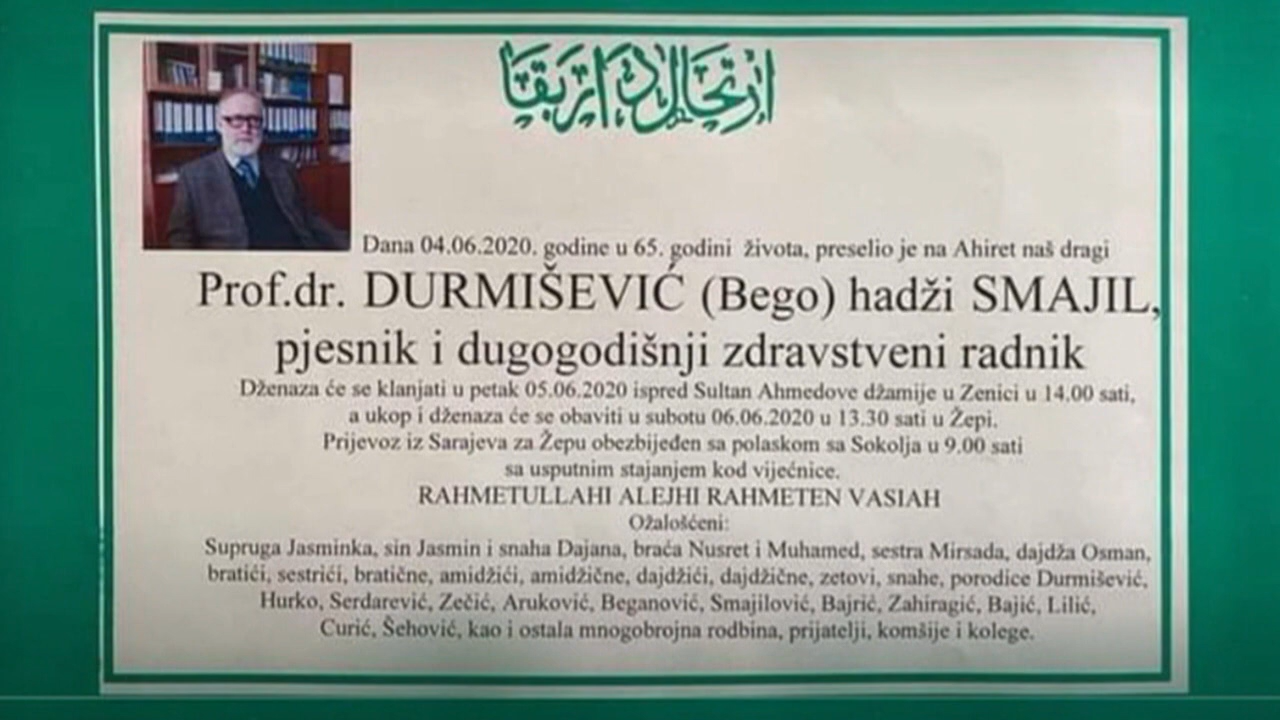 ارتحال دار بقا
Dana 04.06.2020. godine u 65. godini života, preselio je na Ahiret naš dragi
Prof.dr. DURMIŠEVIĆ (Bego) hadži SMAJIL,
pjesnik i dugogodišnji zdravstveni radnik
Dženaza će se klanjati u petak 05.06.2020 ispred Sultan Ahmedove džamije u Zenici u 14.00 sati,
a ukop i dženaza će se obaviti u subotu 06.06.2020 u 13.30 sati u Žepi.
Prijevoz iz Sarajeva za Žepu obezbijeđen sa polaskom sa Sokolja u 9.00 sati
sa usputnim stajanjem kod vijećnice.
RAHMETULLAHI ALEJHI RAHMETEN VASIAH
Ožalošćeni:
Supruga Jasminka, sin Jasmin i snaha Dajana, braća Nusret i Muhamed, sestra Mirsada, dajdža Osman,
bratići, sestrići, bratične, amidžići, amidžične, dajdžići, dajdžične, zetovi, snahe, porodice Durmišević,
Hurko, Serdarević, Zečić, Aruković, Beganović, Smajilović, Bajrić, Zahiragić, Bajić, Lilić,
Curić, Šehović, kao i ostala mnogobrojna rodbina, prijatelji, komšije i kolege.